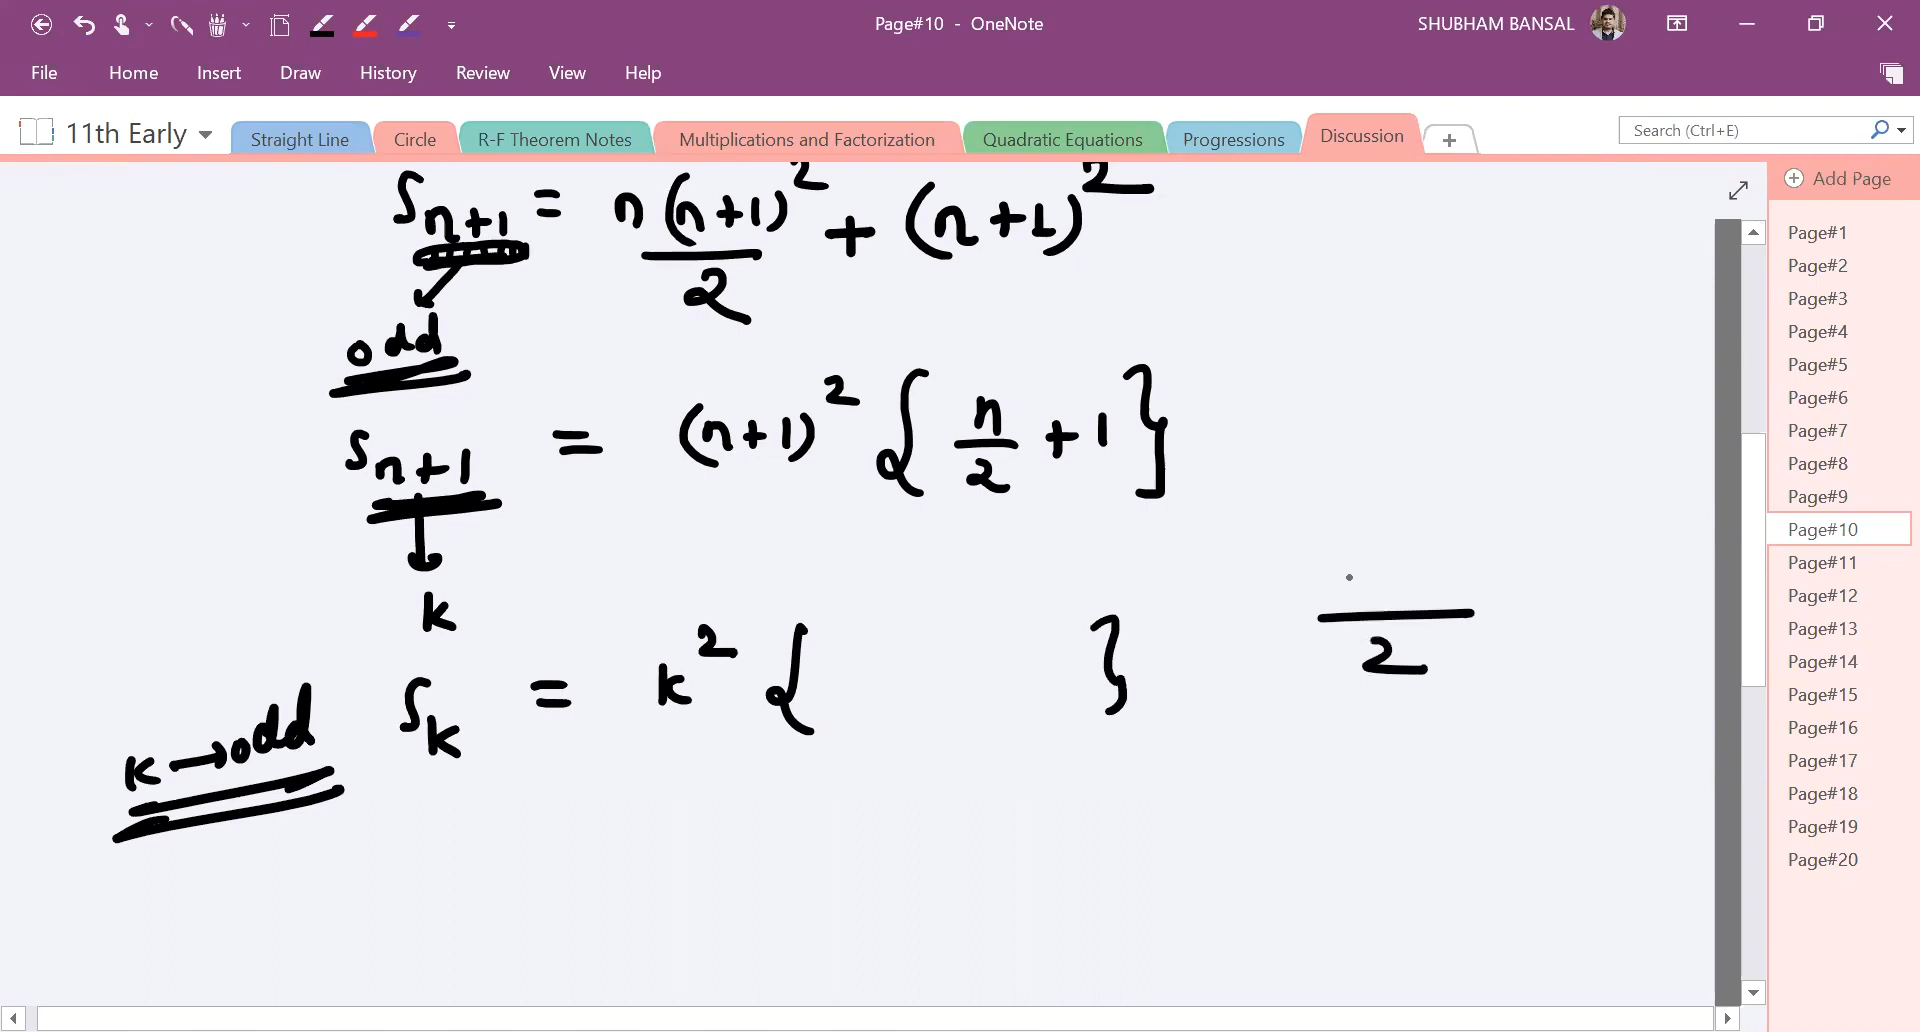 Page#10 - OneNote
SHUBHAM BANSAL
File Home Insert Draw History Review View Help
11th Early
Straight Line Circle R-F Theorem Notes Multiplications and Factorization Quadratic Equations Progressions Discussion
Search (Ctrl+E)
Add Page
Page#1
Page#2
Page#3
Page#4
Page#5
Page#6
Page#7
Page#8
Page#9
Page#10
Page#11
Page#12
Page#13
Page#14
Page#15
Page#16
Page#17
Page#18
Page#19
Page#20
S_{n+1} = n(n+1)^2/2 + (n+1)^2
odd
S_{n+1} = (n+1)^2 { n/2 + 1 }
k
S_k = k^2 { } /2
k → odd